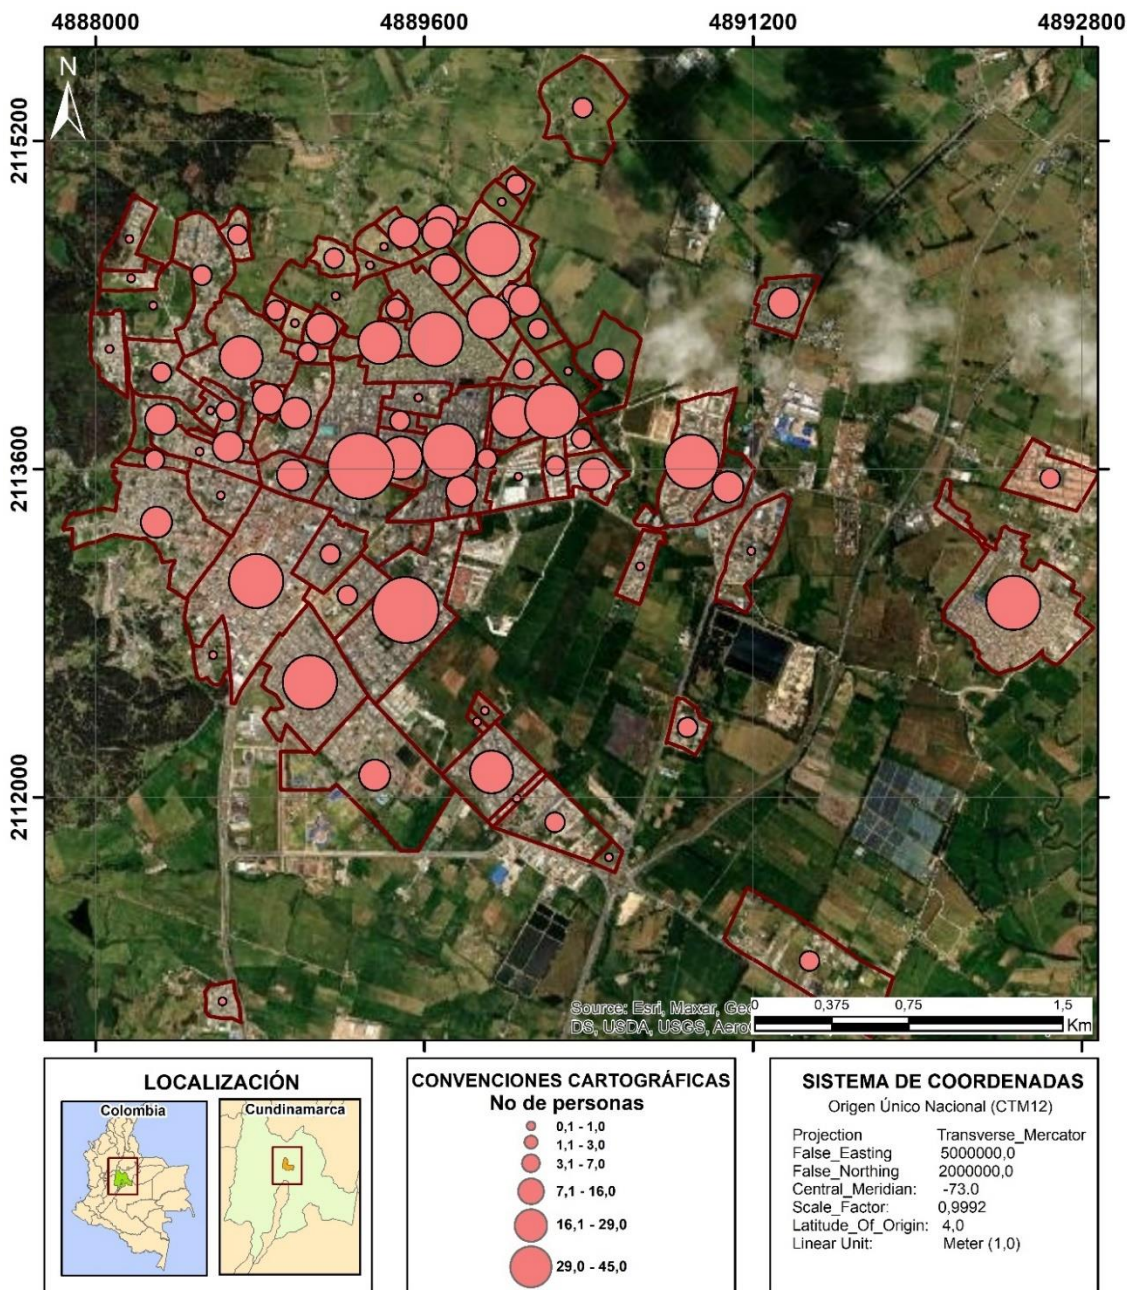 4888000 4889600 4891200 4892800
N
2115200
2113600
2112000
Source: Esri, Maxar,
DS, USDA, USGS,
0 0,375 0,75 1,5
Km
LOCALIZACIÓN
Colombia
Cundinamarca
CONVENCIONES CARTOGRÁFICAS
No de personas
0,1 - 1,0
1,1 - 3,0
3,1 - 7,0
7,1 - 16,0
16,1 - 29,0
29,0 - 45,0
SISTEMA DE COORDENADAS
Origen Único Nacional (CTM12)
Projection Transverse_Mercator
False_Easting 5000000,0
False_Northing 2000000,0
Central_Meridian: -73.0
Scale_Factor: 0,9992
Latitude_Of_Origin: 4,0
Linear Unit: Meter (1,0)